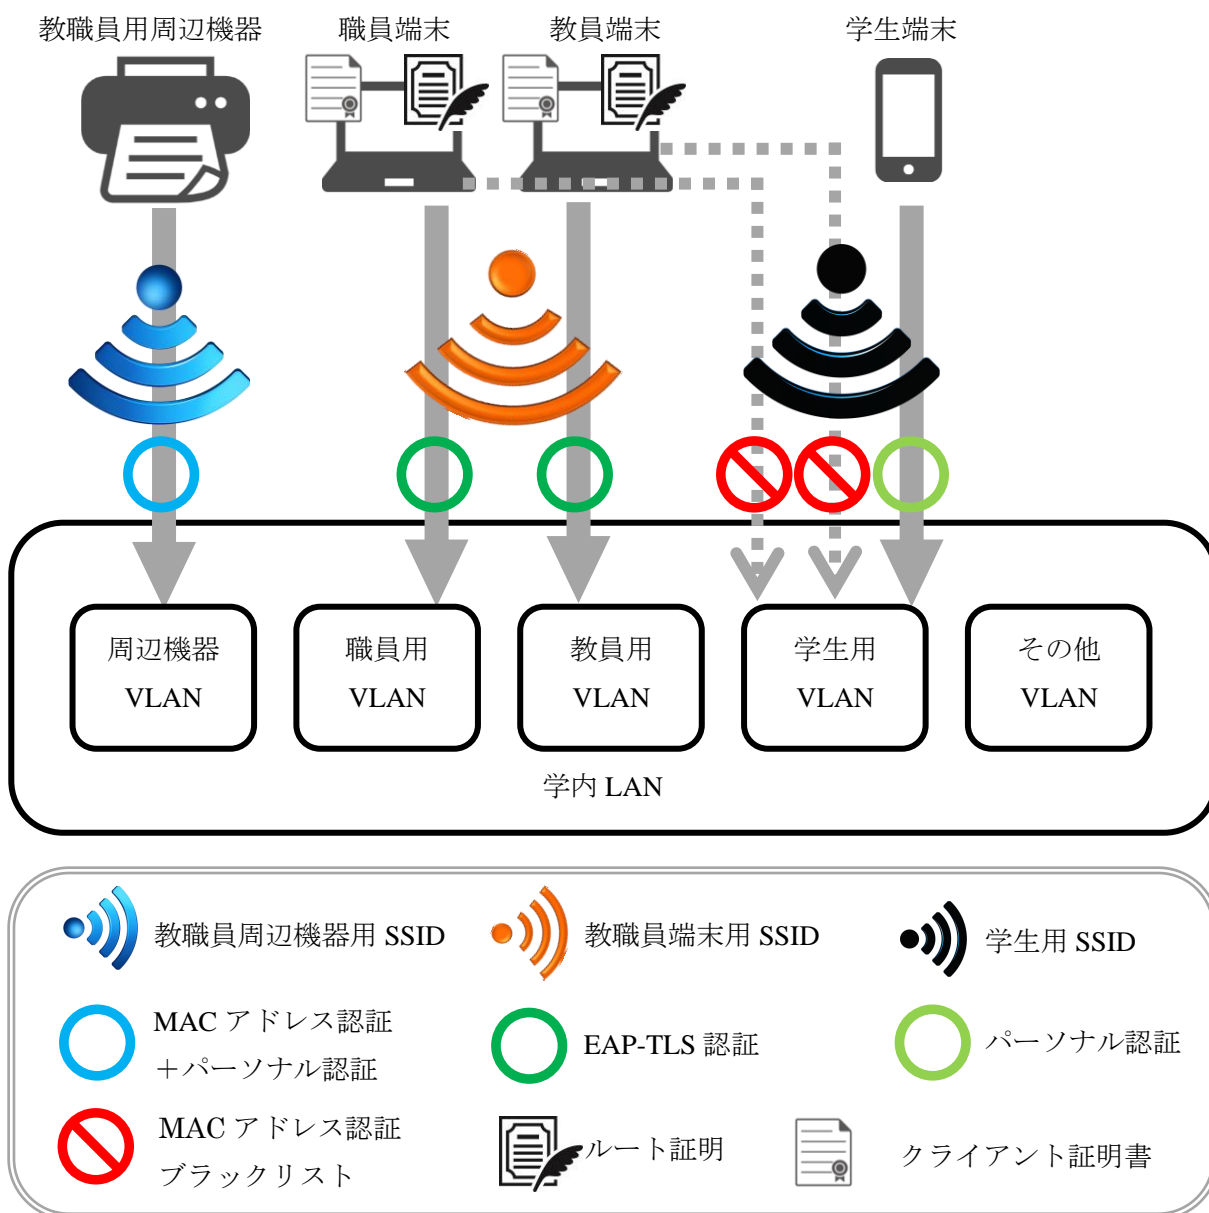 教職員用周辺機器
職員端末
教員端末
学生端末
周辺機器
VLAN
職員用
VLAN
教員用
VLAN
学生用
VLAN
その他
VLAN
学内 LAN
教職員周辺機器用 SSID
教職員端末用 SSID
学生用 SSID
MAC アドレス認証
＋パーソナル認証
EAP-TLS 認証
パーソナル認証
MAC アドレス認証
ブラックリスト
ルート証明
クライアント証明書